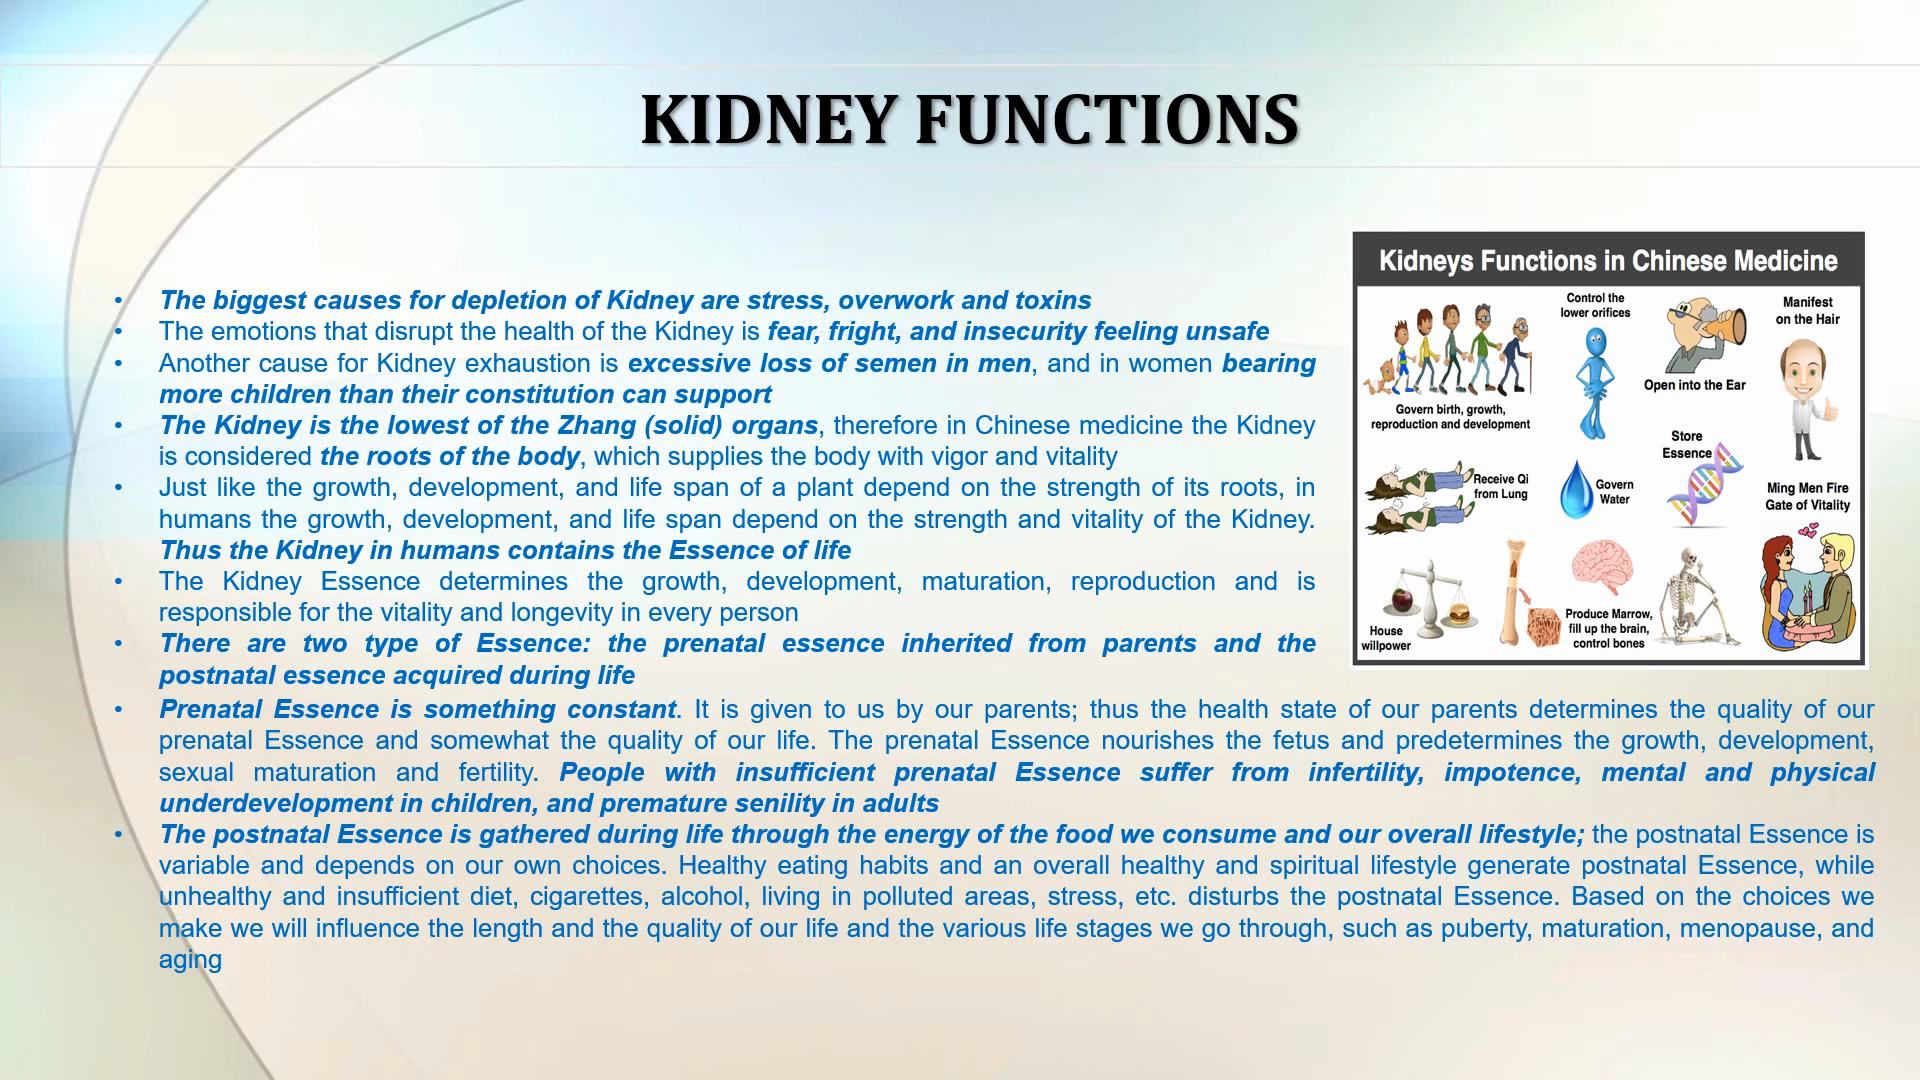 KIDNEY FUNCTIONS
• The biggest causes for depletion of Kidney are stress, overwork and toxins
• The emotions that disrupt the health of the Kidney is fear, fright, and insecurity feeling unsafe
• Another cause for Kidney exhaustion is excessive loss of semen in men, and in women bearing
more children than their constitution can support
• The Kidney is the lowest of the Zhang (solid) organs, therefore in Chinese medicine the Kidney
is considered the roots of the body, which supplies the body with vigor and vitality
• Just like the growth, development, and life span of a plant depend on the strength of its roots, in
humans the growth, development, and life span depend on the strength and vitality of the Kidney.
Thus the Kidney in humans contains the Essence of life
• The Kidney Essence determines the growth, development, maturation, reproduction and is
responsible for the vitality and longevity in every person
• There are two type of Essence: the prenatal essence inherited from parents and the
postnatal essence acquired during life
• Prenatal Essence is something constant. It is given to us by our parents; thus the health state of our parents determines the quality of our
prenatal Essence and somewhat the quality of our life. The prenatal Essence nourishes the fetus and predetermines the growth, development,
sexual maturation and fertility. People with insufficient prenatal Essence suffer from infertility, impotence, mental and physical
underdevelopment in children, and premature senility in adults
• The postnatal Essence is gathered during life through the energy of the food we consume and our overall lifestyle; the postnatal Essence is
variable and depends on our own choices. Healthy eating habits and an overall healthy and spiritual lifestyle generate postnatal Essence, while
unhealthy and insufficient diet, cigarettes, alcohol, living in polluted areas, stress, etc. disturbs the postnatal Essence. Based on the choices we
make we will influence the length and the quality of our life and the various life stages we go through, such as puberty, maturation, menopause, and
aging
Kidneys Functions in Chinese Medicine
Govern birth, growth,
reproduction and development
Control the
lower orifices
Open into the Ear
Manifest
on the Hair
Receive Qi
from Lung
Govern
Water
Store
Essence
Ming Men Fire
Gate of Vitality
House
willpower
Produce Marrow,
fill up the brain,
control bones